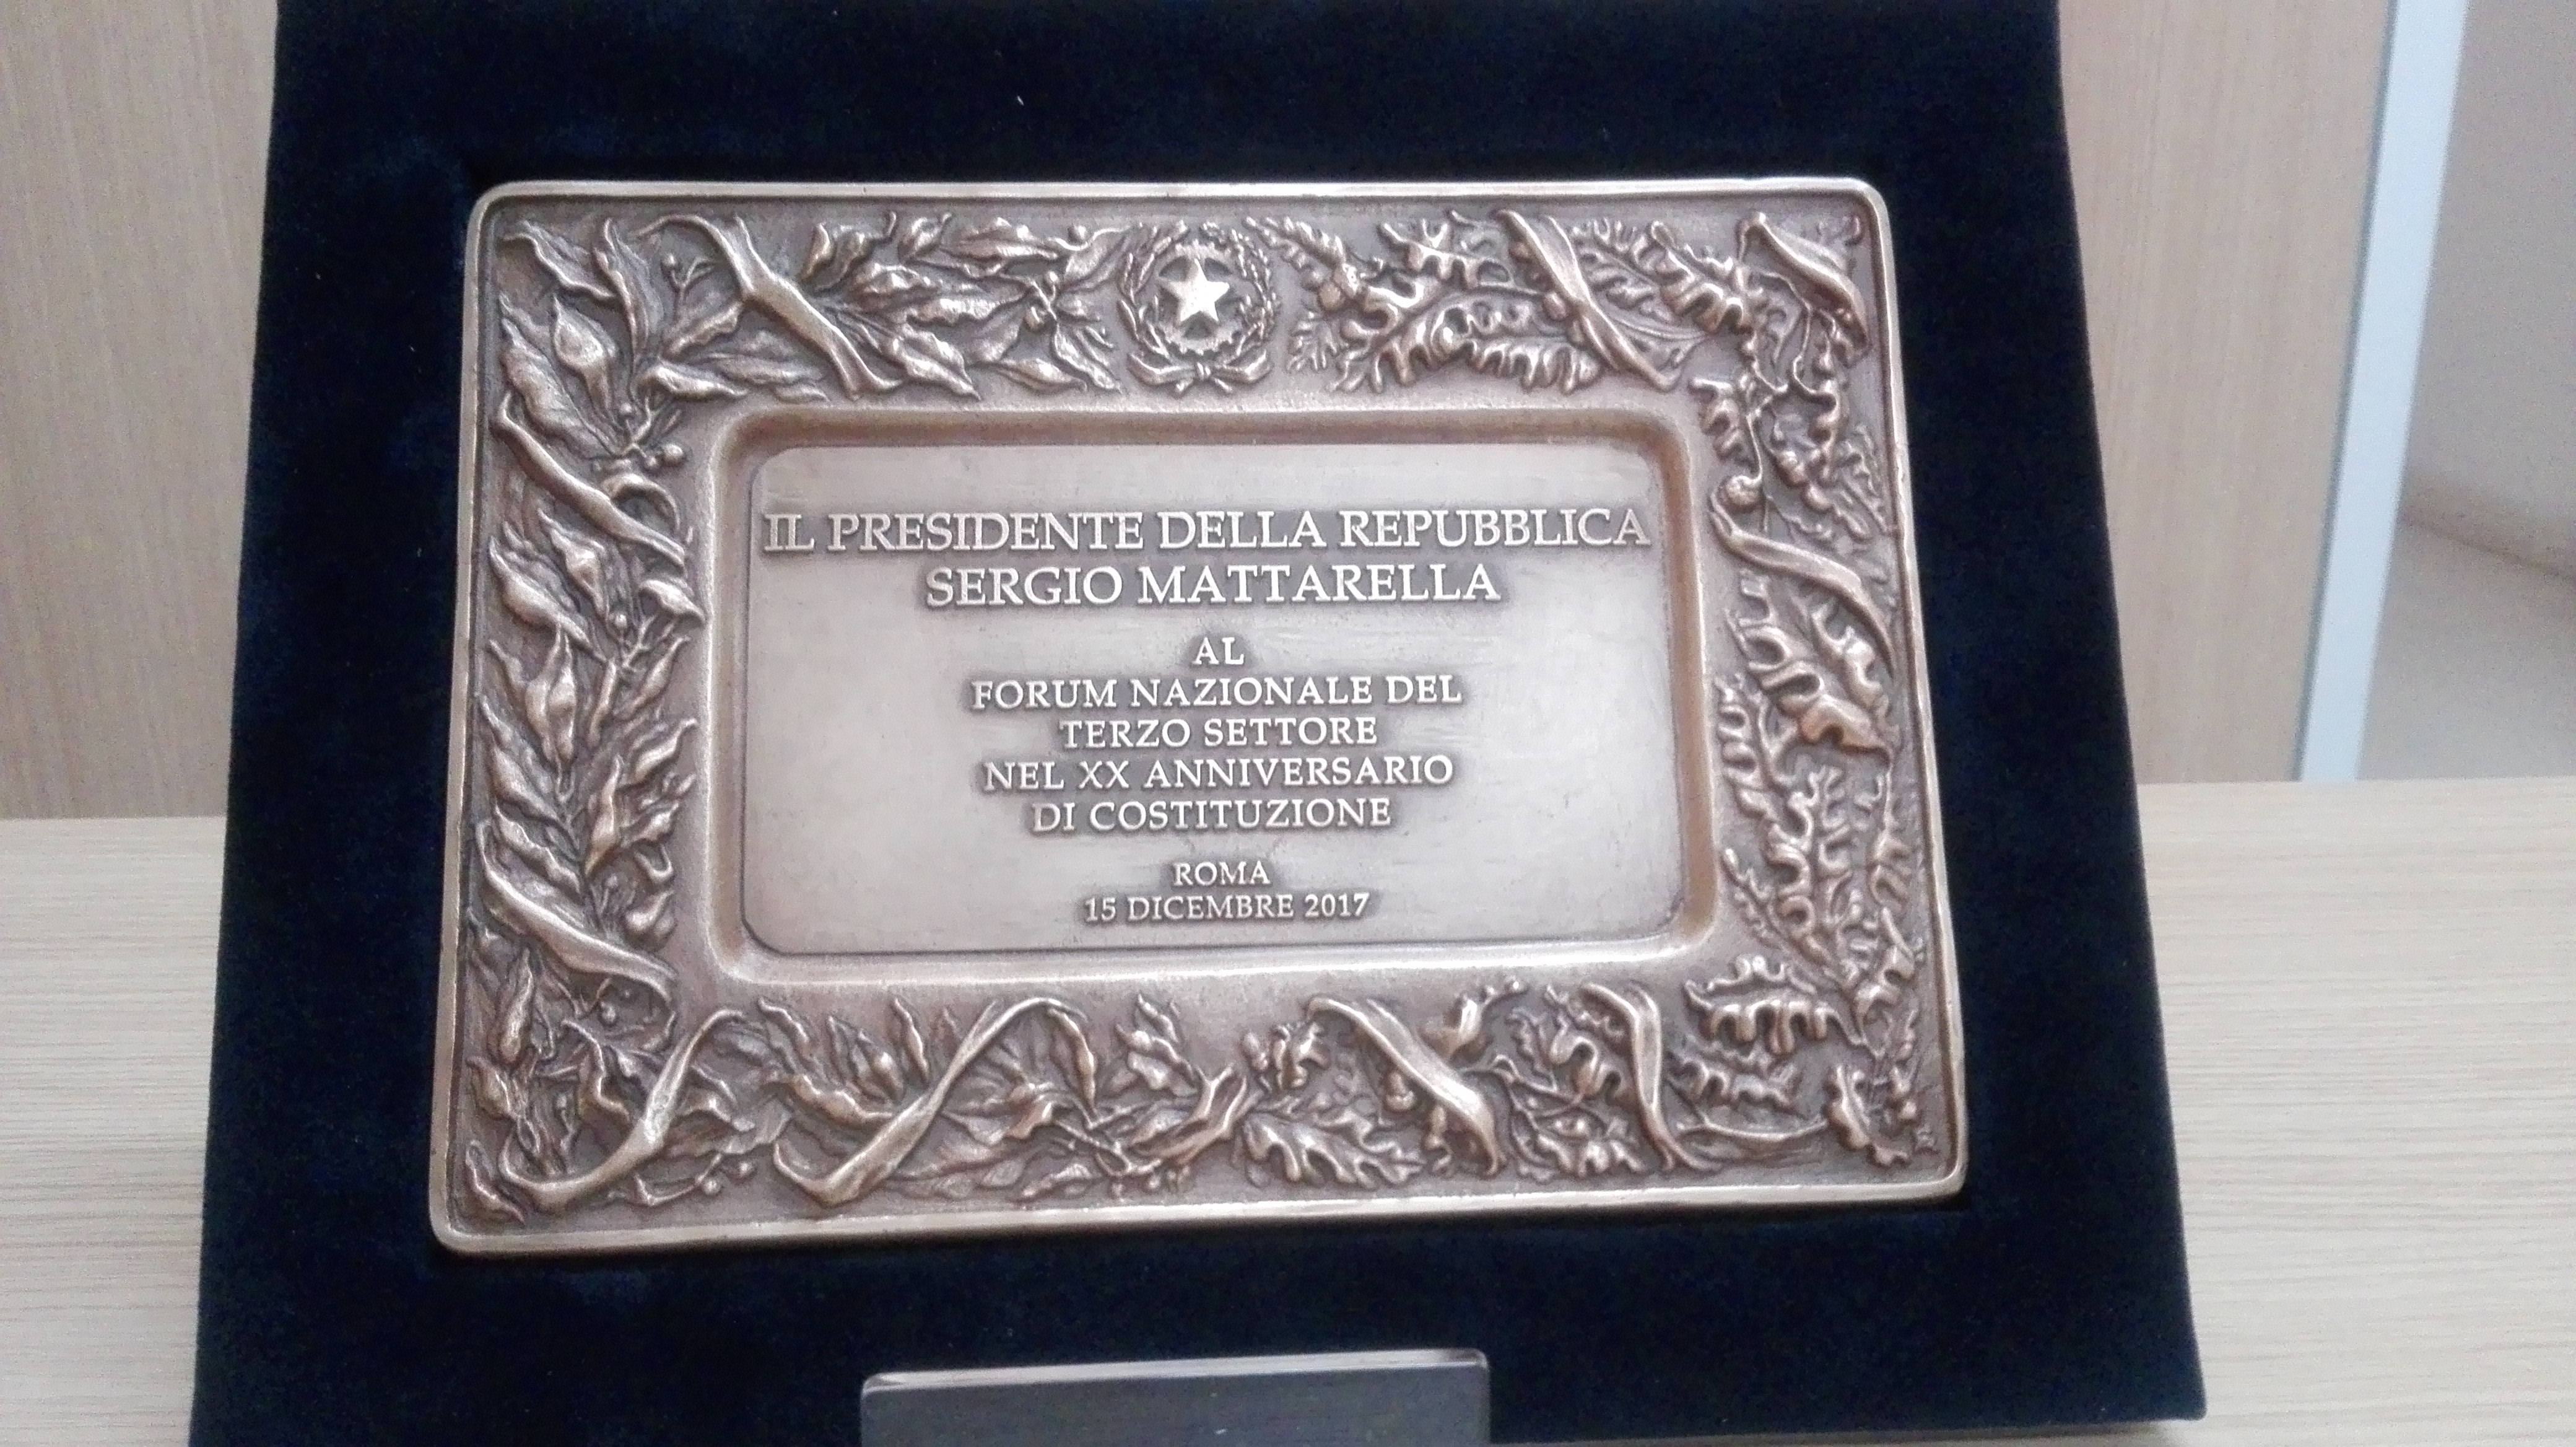 IL PRESIDENTE DELLA REPUBBLICA
SERGIO MATTARELLA
AL
FORUM NAZIONALE DEL
TERZO SETTORE
NEL XX ANNIVERSARIO
DI COSTITUZIONE
ROMA
15 DICEMBRE 2017